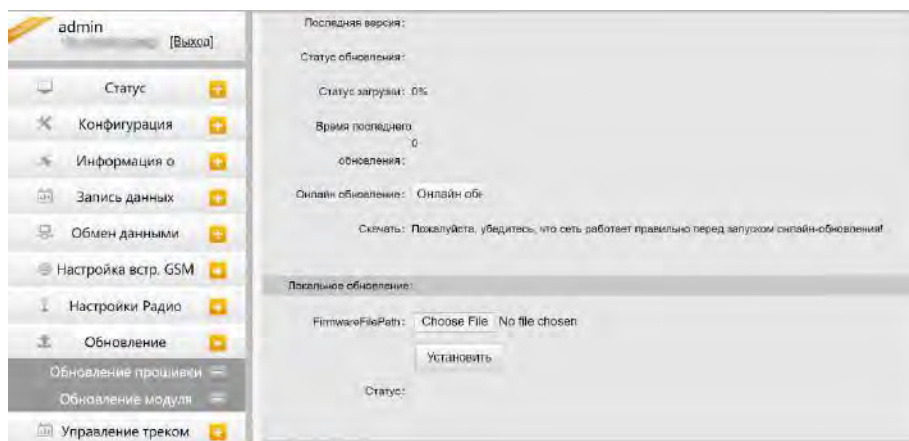 admin
[Выход]
Статус
Конфигурация
Информация о
Запись данных
Обмен данными
Настройка встр. GSM
Настройки Радио
Обновление
Обновление прошивки
Обновление модуля
Управление треком
Последняя версия:
Статус обновления:
Статус загрузки: 0%
Время последнего
0
обновления:
Онлайн обновление: Онлайн об
Скачать: Пожалуйста, убедитесь, что сеть работает правильно перед запуском онлайн-обновления!
Локальное обновление:
FirmwareFilePath: Choose File No file chosen
Установить
Статус: